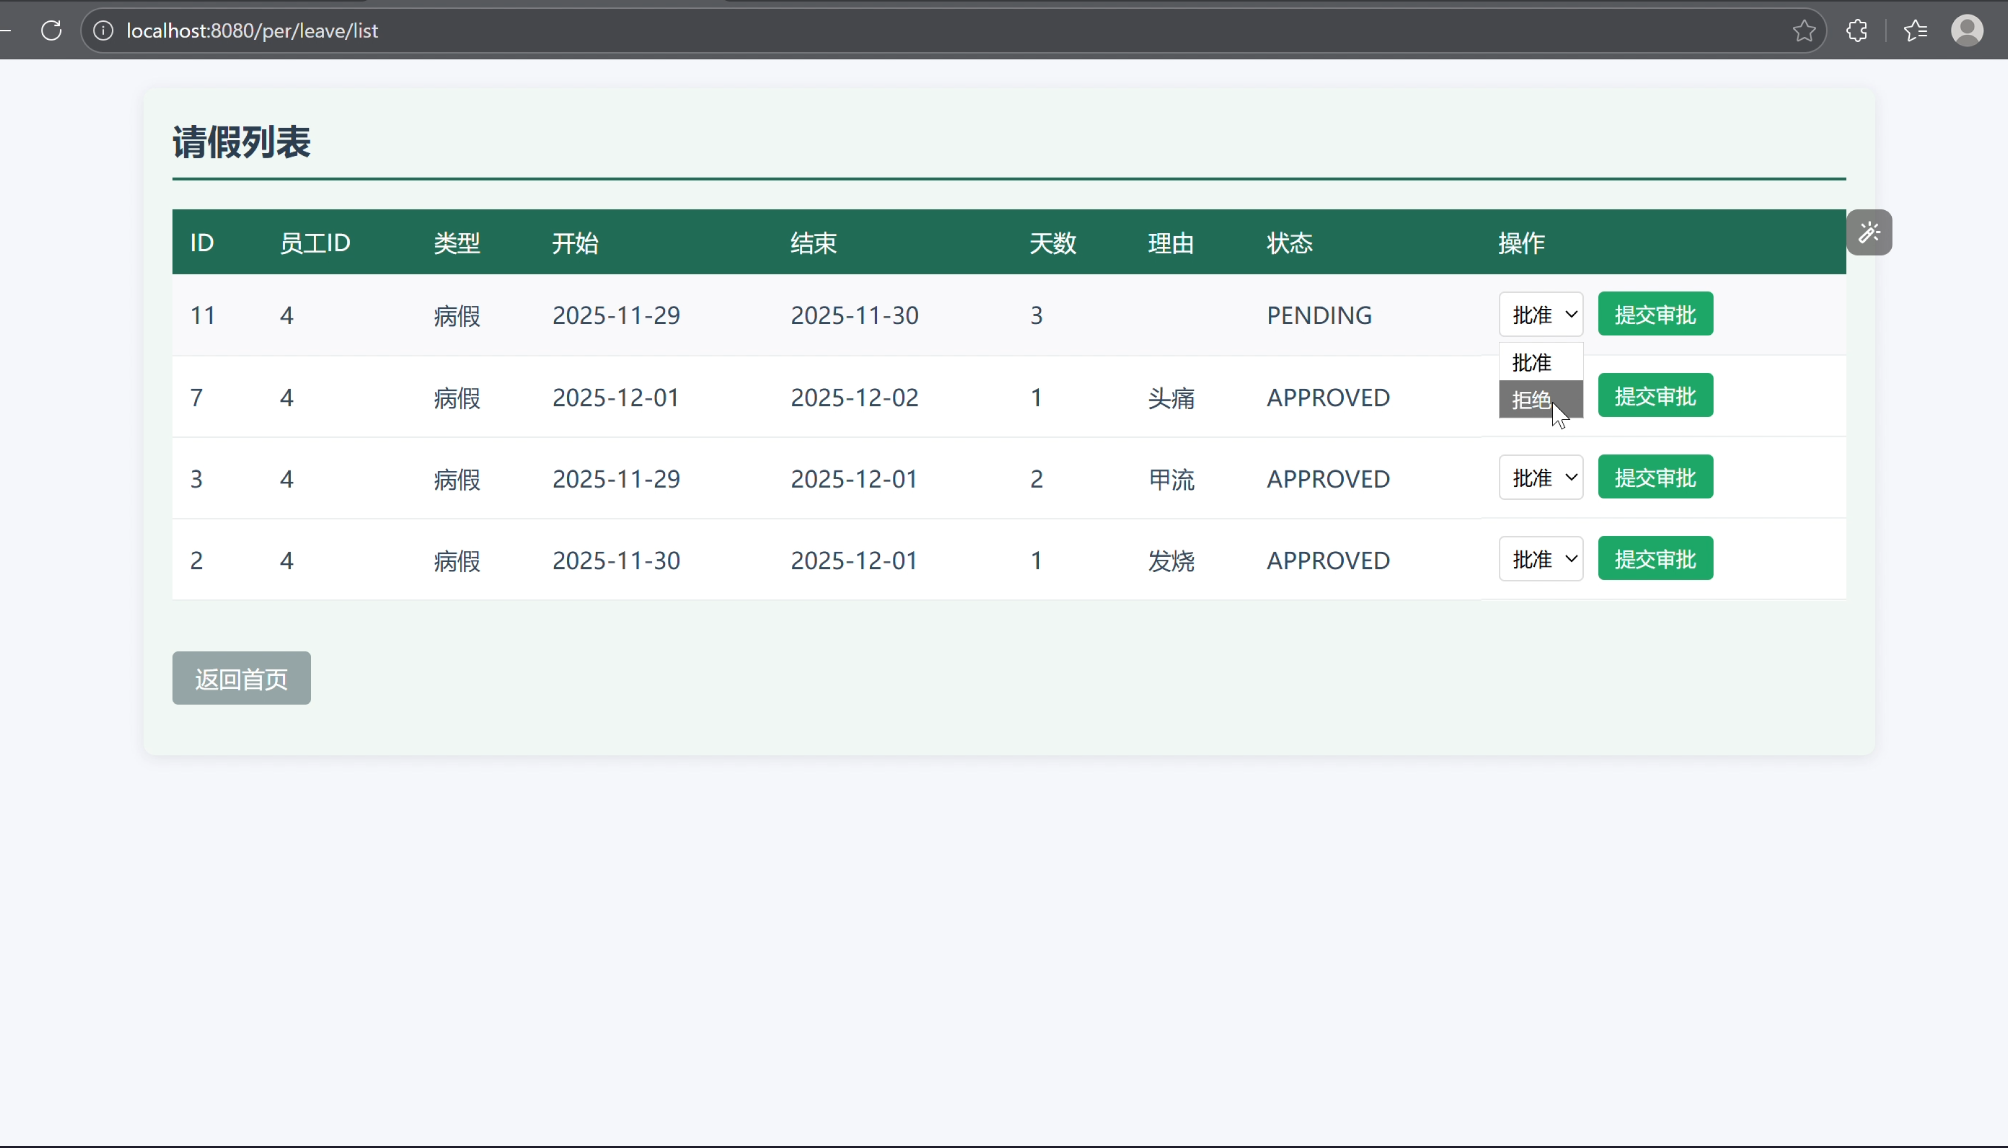 localhost:8080/per/leave/list
请假列表
ID 员工ID 类型 开始 结束 天数 理由 状态 操作
11 4 病假 2025-11-29 2025-11-30 3 PENDING 批准 提交审批
批准
7 4 病假 2025-12-01 2025-12-02 1 头痛 APPROVED 拒绝 提交审批
3 4 病假 2025-11-29 2025-12-01 2 甲流 APPROVED 批准 提交审批
2 4 病假 2025-11-30 2025-12-01 1 发烧 APPROVED 批准 提交审批
返回首页